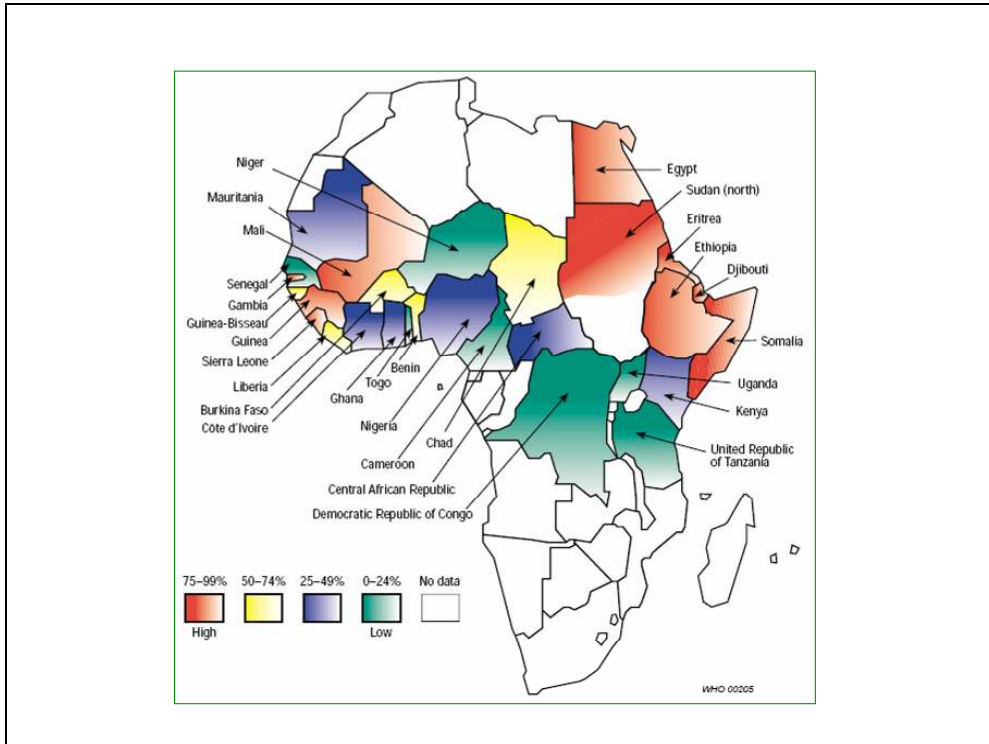 Niger
Mauritania
Mali
Senegal
Gambia
Guinea-Bisseau
Guinea
Sierra Leone
Liberia
Burkina Faso
Côte d'Ivoire
Ghana
Togo
Benin
Nigeria
Cameroon
Chad
Central African Republic
Democratic Republic of Congo
Egypt
Sudan (north)
Eritrea
Ethiopia
Djibouti
Somalia
Uganda
Kenya
United Republic
of Tanzania
75–99% 50–74% 25–49% 0–24% No data
High Low
WHO 00205